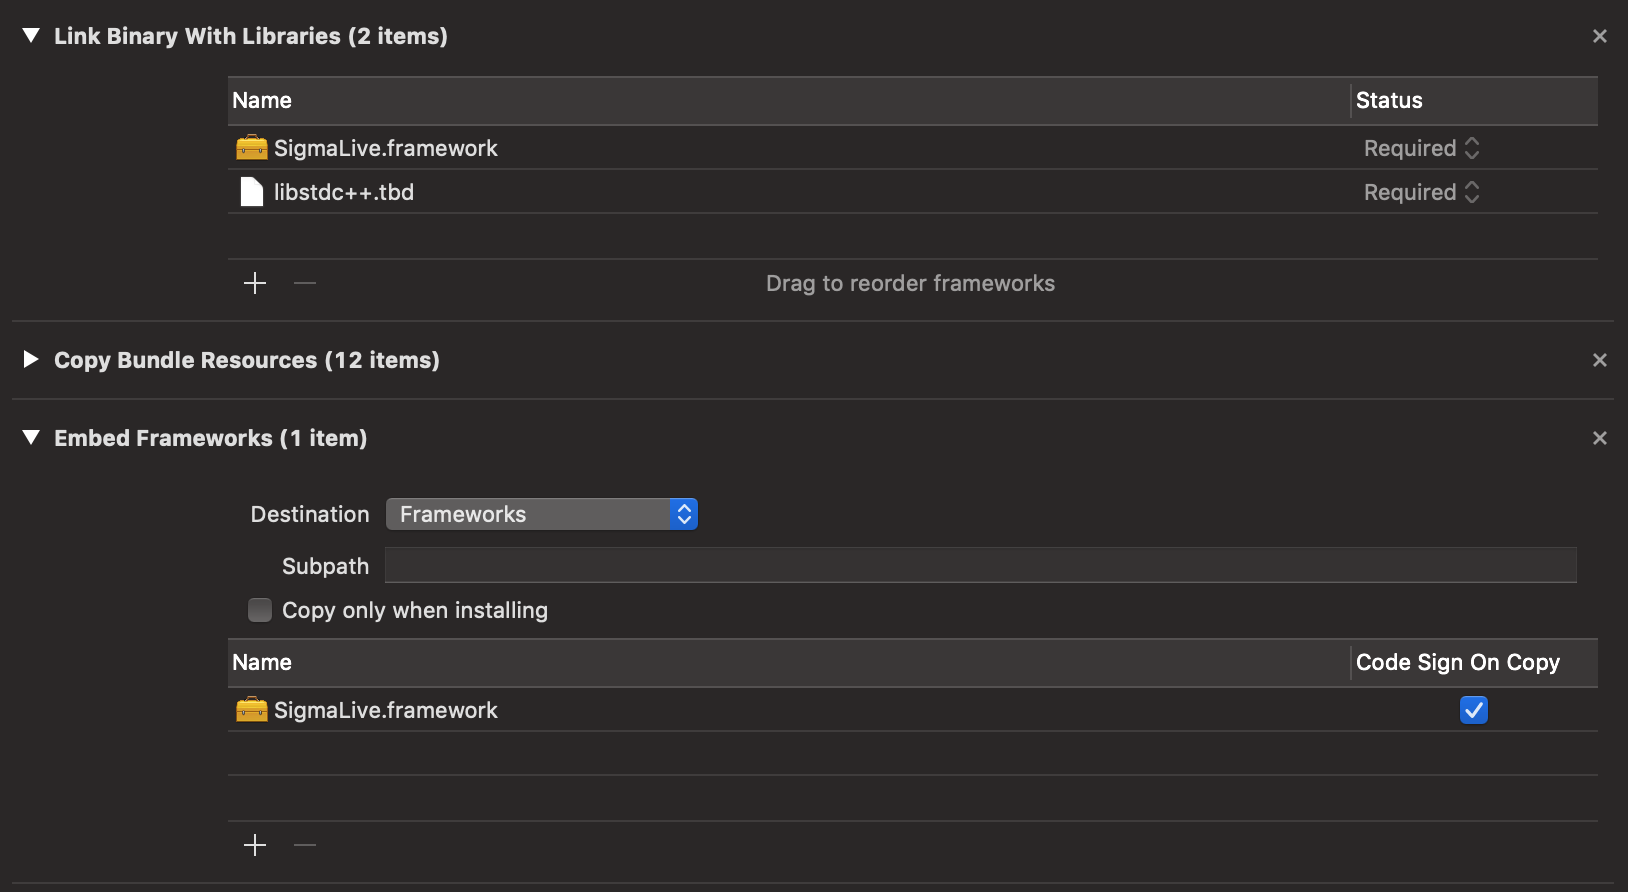 Link Binary With Libraries (2 items)
Name Status
SigmaLive.framework Required
libstdc++.tbd Required
Drag to reorder frameworks
Copy Bundle Resources (12 items)
Embed Frameworks (1 item)
Destination Frameworks
Subpath
Copy only when installing
Name Code Sign On Copy
SigmaLive.framework